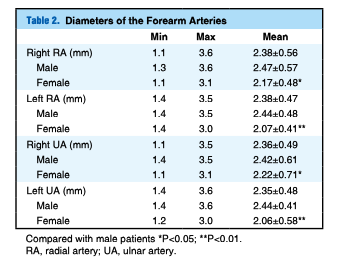 Table 2. Diameters of the Forearm Arteries
Min Max Mean
Right RA (mm) 1.1 3.6 2.38±0.56
Male 1.3 3.6 2.47±0.57
Female 1.1 3.1 2.17±0.48*
Left RA (mm) 1.4 3.5 2.38±0.47
Male 1.4 3.5 2.44±0.48
Female 1.4 3.0 2.07±0.41**
Right UA (mm) 1.1 3.5 2.36±0.49
Male 1.4 3.5 2.42±0.61
Female 1.1 3.1 2.22±0.71*
Left UA (mm) 1.4 3.6 2.35±0.48
Male 1.4 3.6 2.44±0.41
Female 1.2 3.0 2.06±0.58**
Compared with male patients *P<0.05; **P<0.01.
RA, radial artery; UA, ulnar artery.